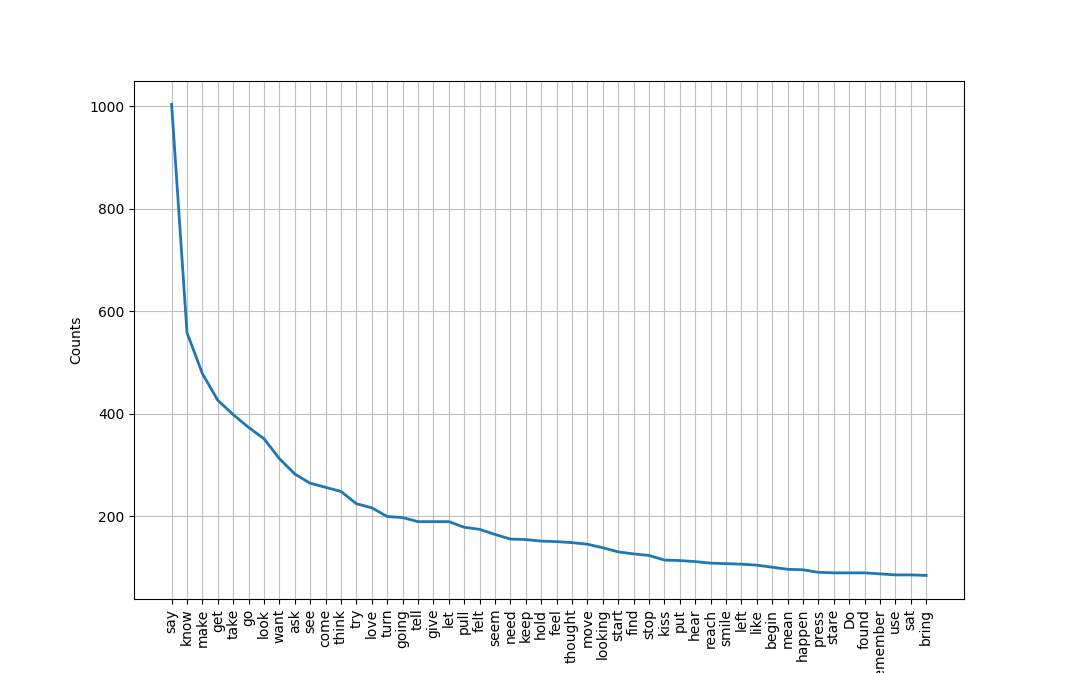 1000
800
600
400
200
Counts
say
know
make
get
take
go
look
want
ask
see
come
think
try
love
turn
going
tell
give
let
pull
felt
seem
need
keep
hold
feel
thought
move
looking
start
find
stop
kiss
put
hear
reach
smile
left
like
begin
mean
happen
press
stare
Do
found
emember
use
sat
bring